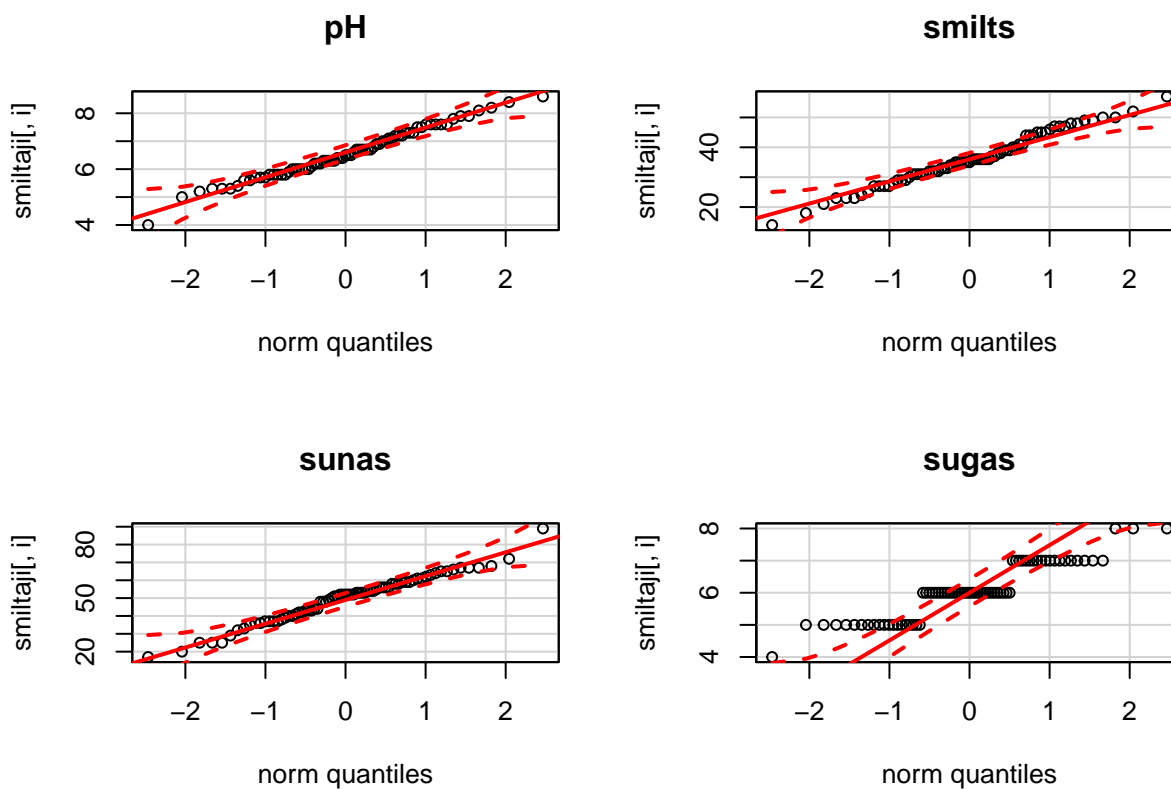 pH
smiltaji[, i]
8
6
4
−2 −1 0 1 2
norm quantiles
smilts
smiltaji[, i]
40
20
−2 −1 0 1 2
norm quantiles
sunas
smiltaji[, i]
80
50
20
−2 −1 0 1 2
norm quantiles
sugas
smiltaji[, i]
8
6
4
−2 −1 0 1 2
norm quantiles